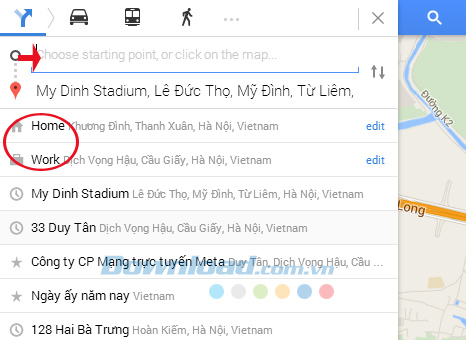 Choose starting point, or click on the map...
My Dinh Stadium, Lê Đức Thọ, Mỹ Đình, Từ Liêm,
Home Khương Đình, Thanh Xuân, Hà Nội, Vietnam edit
Work Dịch Vọng Hậu, Cầu Giấy, Hà Nội, Vietnam edit
My Dinh Stadium Lê Đức Thọ, Mỹ Đình, Từ Liêm, Hà Nội, Vietnam
33 Duy Tân Dịch Vọng Hậu, Cầu Giấy, Hà Nội, Vietnam
Công ty CP Mạng trực tuyến Meta Duy Tân, Dịch Vọng Hậu, Cầu ...
Download.com.vn
Ngày ấy năm nay Vietnam
128 Hai Bà Trưng Hoàn Kiếm, Hà Nội, Vietnam
Đường K2
Long